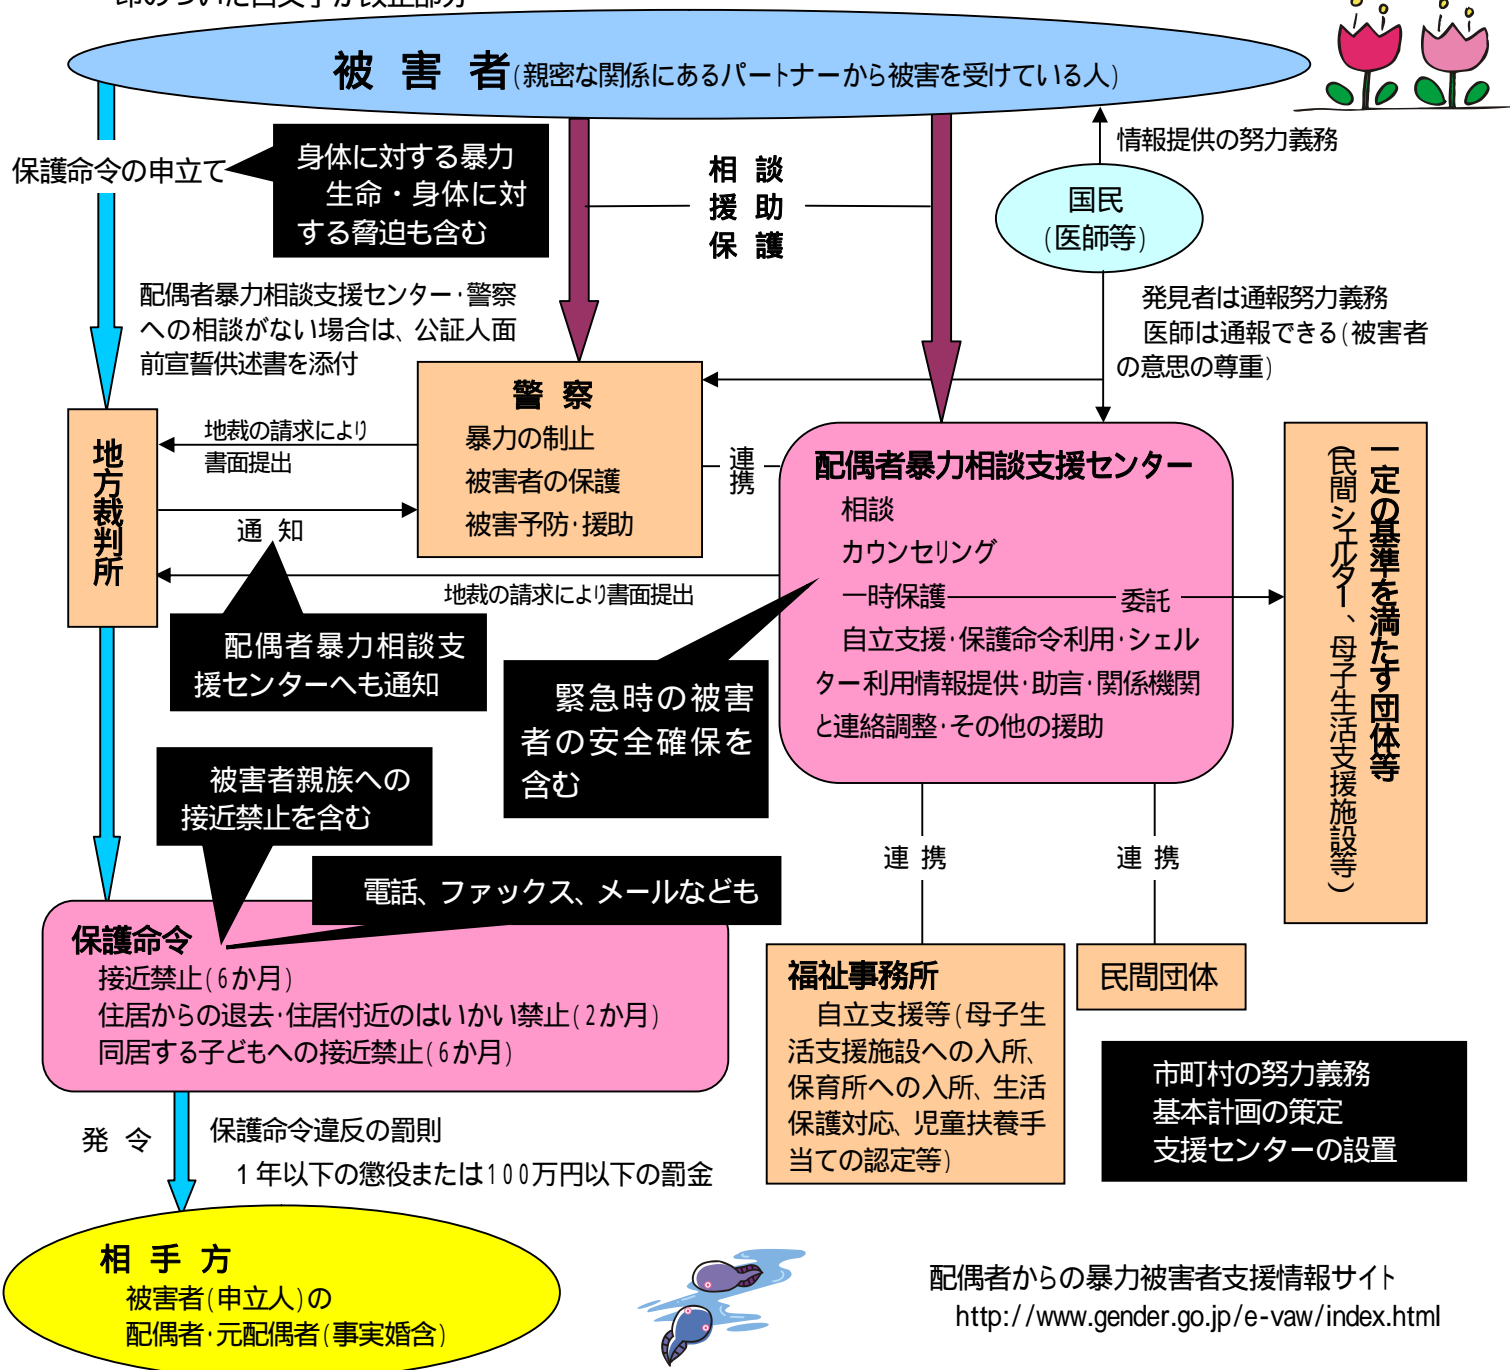 印のついた白文字が改正部分
被 害 者(親密な関係にあるパートナーから被害を受けている人)
保護命令の申立て
身体に対する暴力
生命・身体に対
する脅迫も含む
相 談
援 助
保 護
情報提供の努力義務
国民
(医師等)
配偶者暴力相談支援センター・警察
への相談がない場合は、公証人面
前宣誓供述書を添付
発見者は通報努力義務
医師は通報できる(被害者
の意思の尊重)
警 察
暴力の制止
被害者の保護
被害予防・援助
地裁の請求により
書面提出
地方裁判所
通 知
連
携
配偶者暴力相談支援センター
相談
カウンセリング
一時保護
委託
自立支援・保護命令利用・シェル
ター利用情報提供・助言・関係機関
と連絡調整・その他の援助
一定の基準を満たす団体等
(民間シェルター、母子生活支援施設等)
地裁の請求により書面提出
配偶者暴力相談支
援センターへも通知
緊急時の被害
者の安全確保を
含む
被害者親族への
接近禁止を含む
電話、ファックス、メールなども
連 携
連 携
保護命令
接近禁止(6か月)
住居からの退去・住居付近のはいかい禁止(2か月)
同居する子どもへの接近禁止(6か月)
福祉事務所
自立支援等(母子生
活支援施設への入所、
保育所への入所、生活
保護対応、児童扶養手
当ての認定等)
民間団体
市町村の努力義務
基本計画の策定
支援センターの設置
発 令
保護命令違反の罰則
1年以下の懲役または100万円以下の罰金
相 手 方
被害者(申立人)の
配偶者・元配偶者(事実婚含)
配偶者からの暴力被害者支援情報サイト
http://www.gender.go.jp/e-vaw/index.html